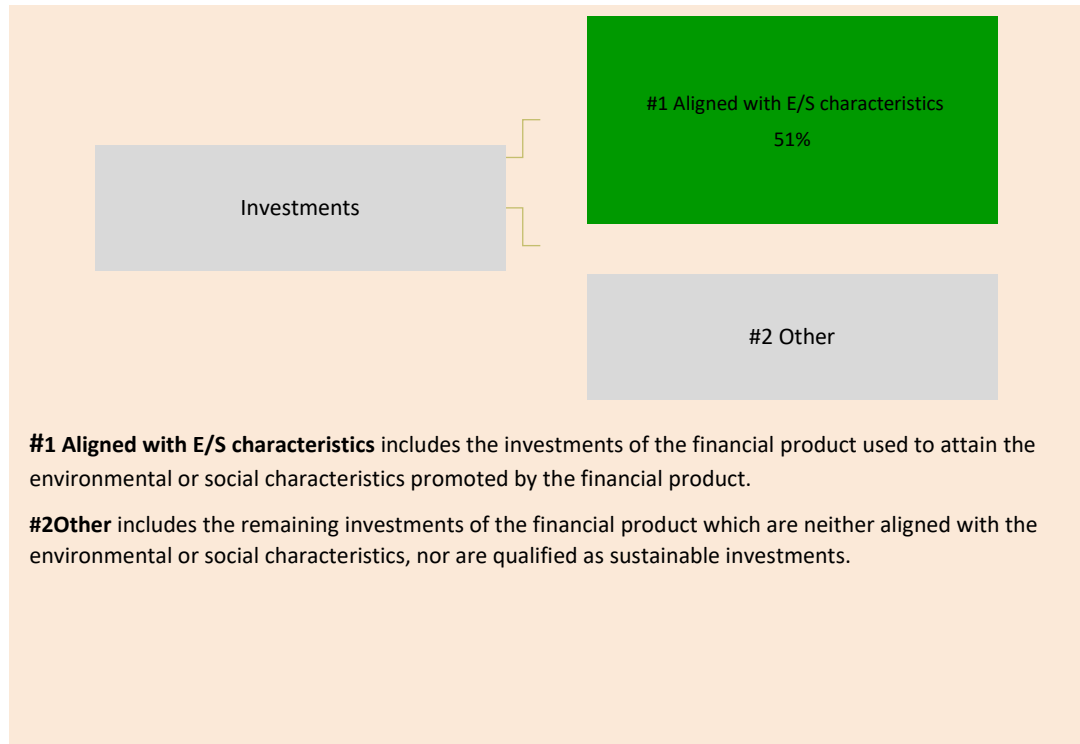 #1 Aligned with E/S characteristics
51%
Investments
#2 Other
#1 Aligned with E/S characteristics includes the investments of the financial product used to attain the
environmental or social characteristics promoted by the financial product.
#2Other includes the remaining investments of the financial product which are neither aligned with the
environmental or social characteristics, nor are qualified as sustainable investments.